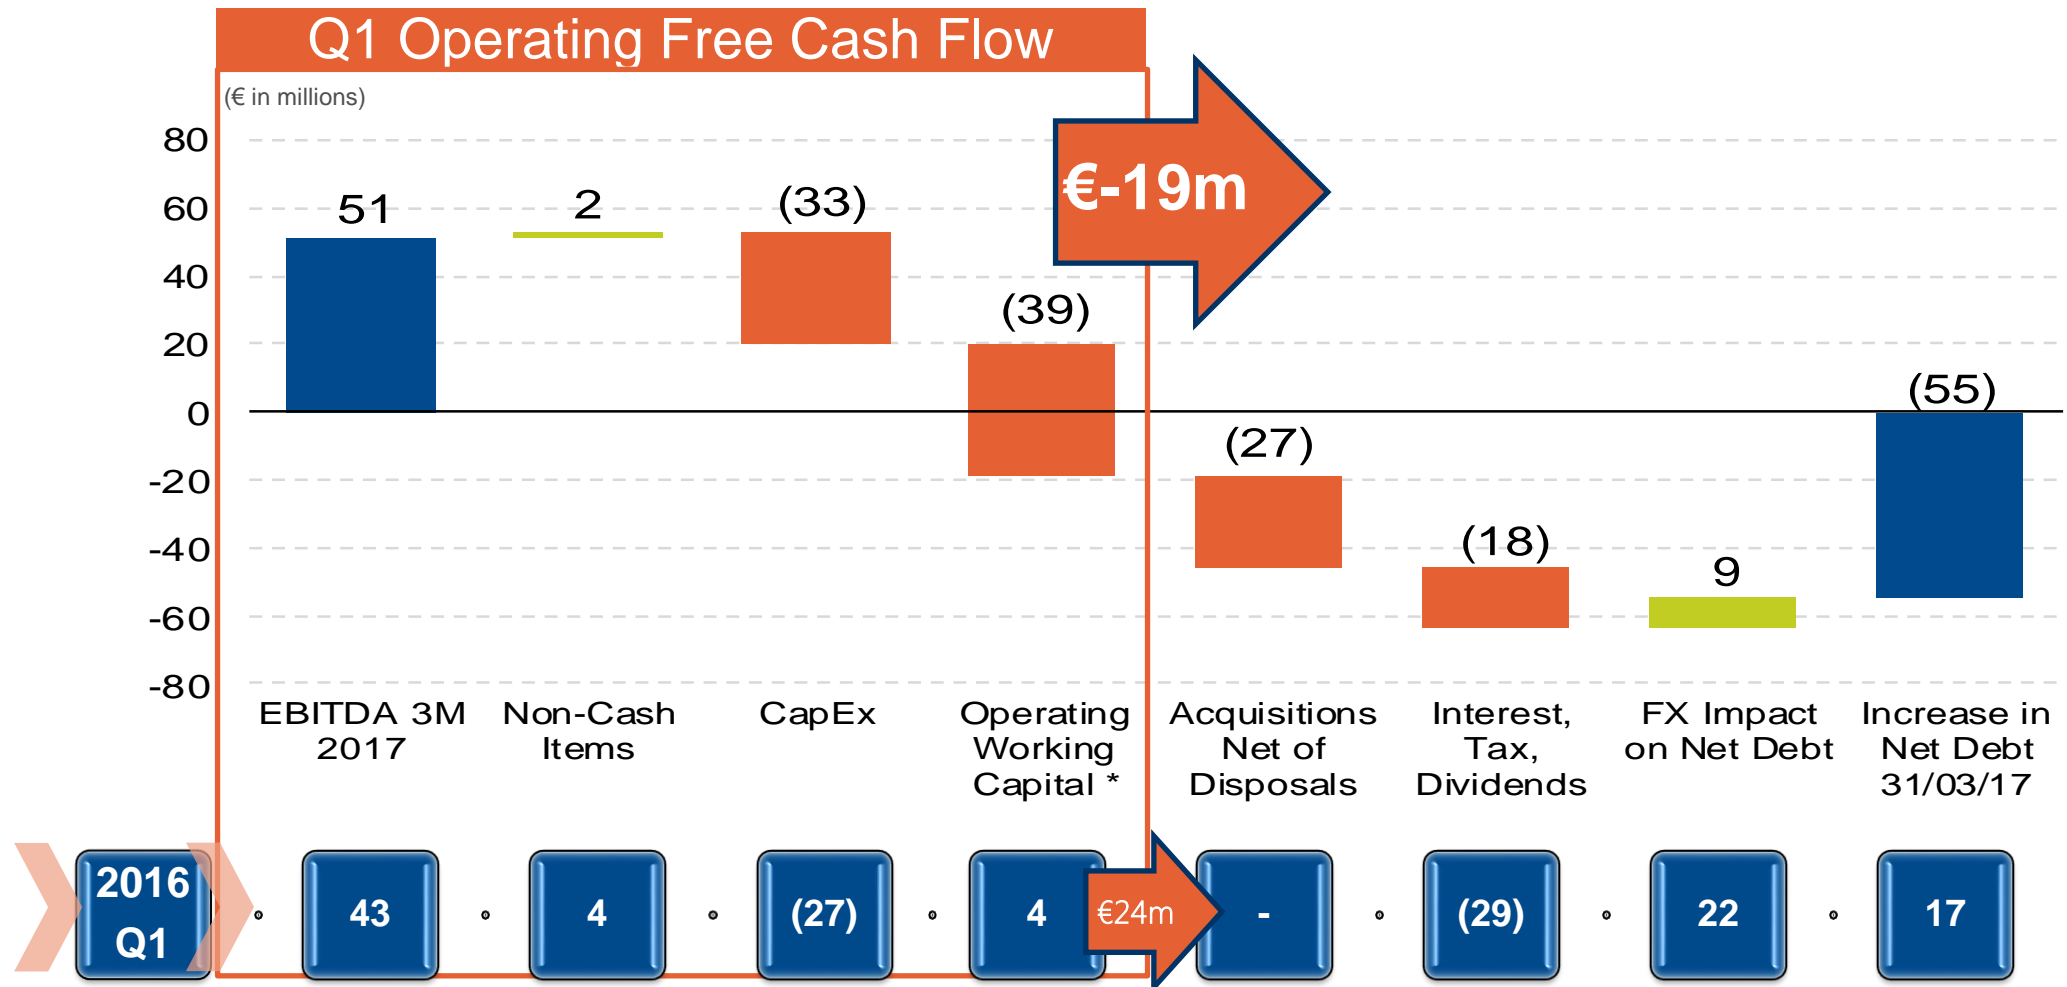 Q1 Operating Free Cash Flow
(€ in millions)
80
60
40
20
0
-20
-40
-60
-80
51
2
(33)
(39)
€-19m
(27)
(18)
9
(55)
EBITDA 3M
2017
Non-Cash
Items
CapEx
Operating
Working
Capital *
Acquisitions
Net of
Disposals
Interest,
Tax,
Dividends
FX Impact
on Net Debt
Increase in
Net Debt
31/03/17
2016
Q1
43
4
(27)
4
€24m
-
(29)
22
17